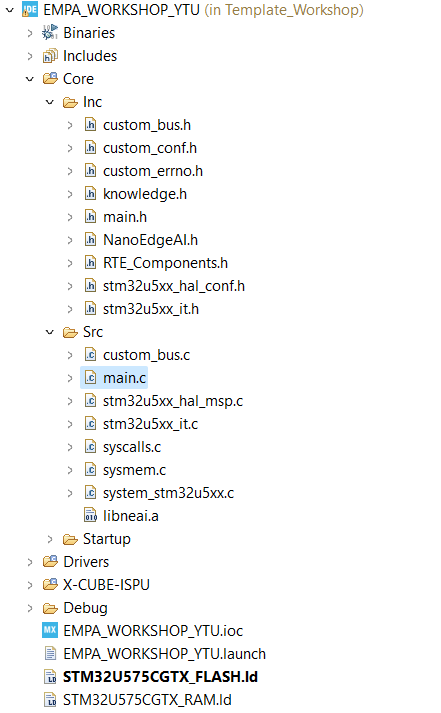 EMPA_WORKSHOP_YTU (in Template_Workshop)
Binaries
Includes
Core
Inc
custom_bus.h
custom_conf.h
custom_errno.h
knowledge.h
main.h
NanoEdgeAI.h
RTE_Components.h
stm32u5xx_hal_conf.h
stm32u5xx_it.h
Src
custom_bus.c
main.c
stm32u5xx_hal_msp.c
stm32u5xx_it.c
syscalls.c
sysmem.c
system_stm32u5xx.c
libneai.a
Startup
Drivers
X-CUBE-ISPU
Debug
EMPA_WORKSHOP_YTU.ioc
EMPA_WORKSHOP_YTU.launch
STM32U575CGTX_FLASH.ld
STM32U575CGTX_RAM.ld